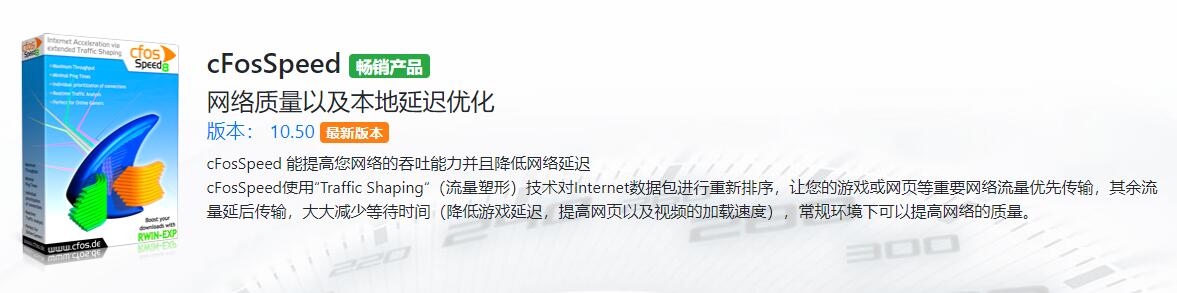 Internet Acceleration via
extended Traffic Shaping
cfos
Speed 8
Maximum Throughput
Minimal Ping Times
Individual prioritization of connections
Realtime Traffic Analysis
Perfect for Online Gamers
Boost your
downloads with
RWIN-EXP
www.cfos.de
cFosSpeed 畅销产品
网络质量以及本地延迟优化
版本： 10.50 最新版本
cFosSpeed 能提高您网络的吞吐能力并且降低网络延迟
cFosSpeed使用“Traffic Shaping“（流量塑形）技术对Internet数据包进行重新排序，让您的游戏或网页等重要网络流量优先传输，其余流
量延后传输，大大减少等待时间（降低游戏延迟，提高网页以及视频的加载速度），常规环境下可以提高网络的质量。
220
240
260
280
300